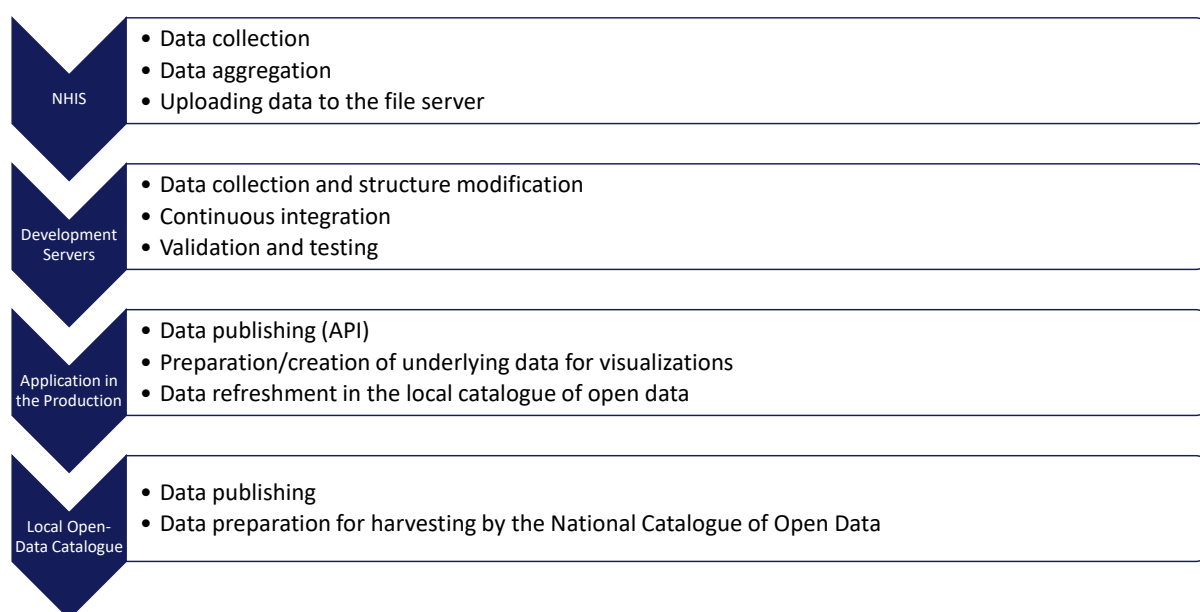 NHIS
• Data collection
• Data aggregation
• Uploading data to the file server
Development
Servers
• Data collection and structure modification
• Continuous integration
• Validation and testing
Application in
the Production
• Data publishing (API)
• Preparation/creation of underlying data for visualizations
• Data refreshment in the local catalogue of open data
Local Open-
Data Catalogue
• Data publishing
• Data preparation for harvesting by the National Catalogue of Open Data